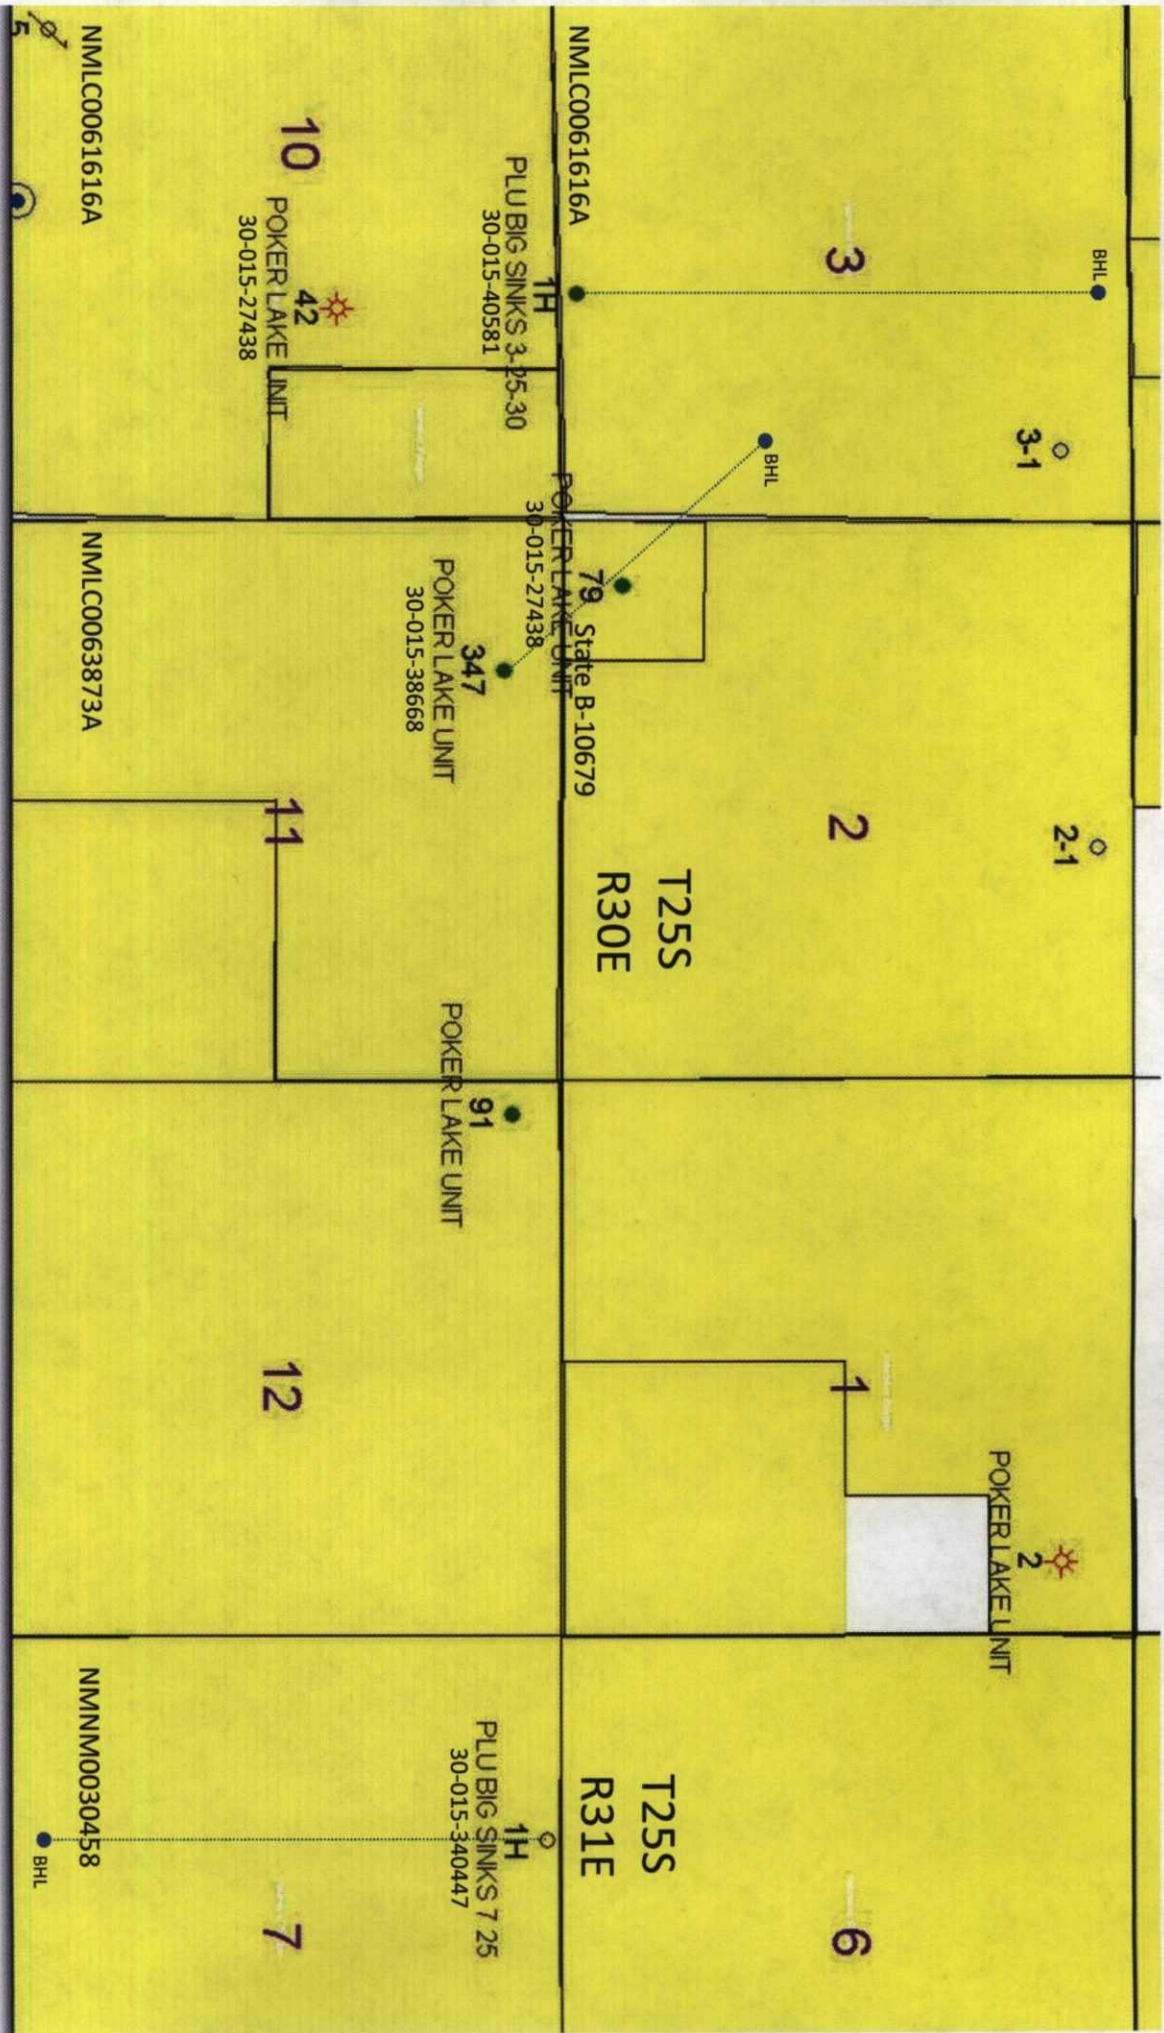 BHL
3-1
2-1
POKER LAKE UNIT
2
3
BHL
2
1
6
T25S
R30E
T25S
R31E
NMLC0061616A
79
State B-10679
1H
PLU BIG SINKS 3-25-30
30-015-40581
POKER LAKE UNIT
30-015-27438
347
POKER LAKE UNIT
30-015-38668
91
POKER LAKE UNIT
1H
PLU BIG SINKS 7 25
30-015-340447
10
42
POKER LAKE UNIT
30-015-27438
11
12
7
NMLC0061616A
NMLC0063873A
NMNM0030458
BHL
5